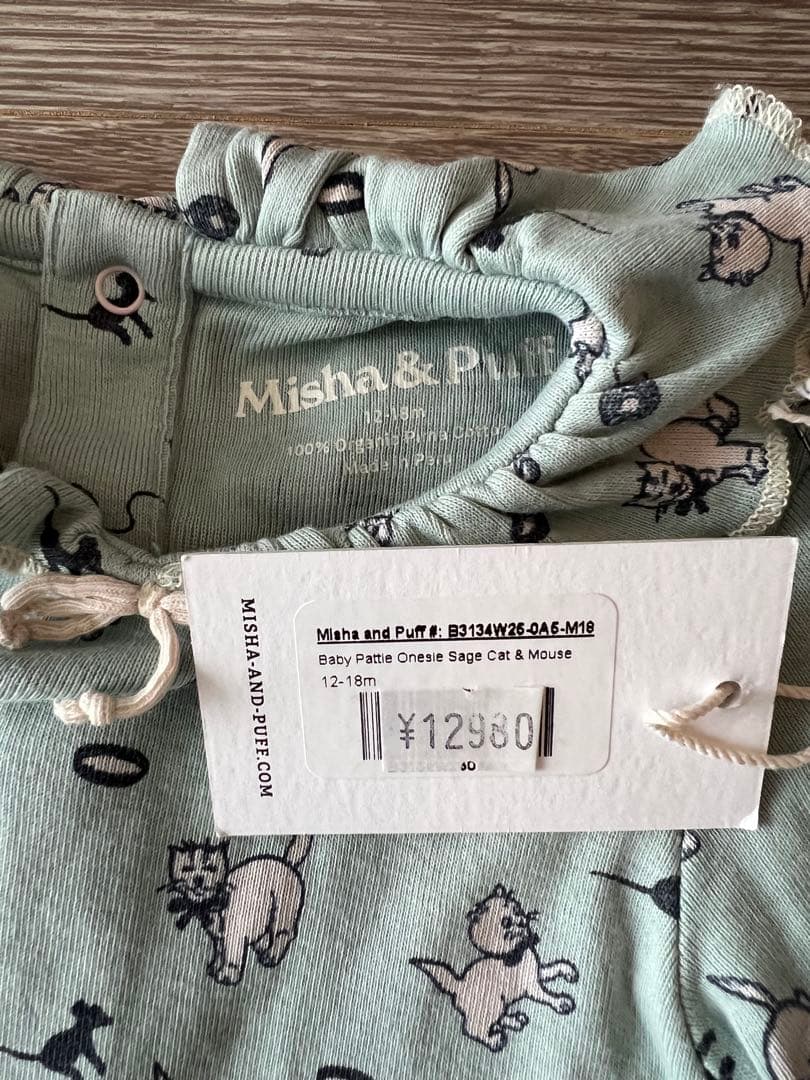 Misha & Puff
12-18m
100% Organic Pima Cotton
Made in Peru
MISHA-AND-PUFF.COM
Misha and Puff #: B3134W25-0A5-M18
Baby Pattie Onesie Sage Cat & Mouse
12-18m
¥12980